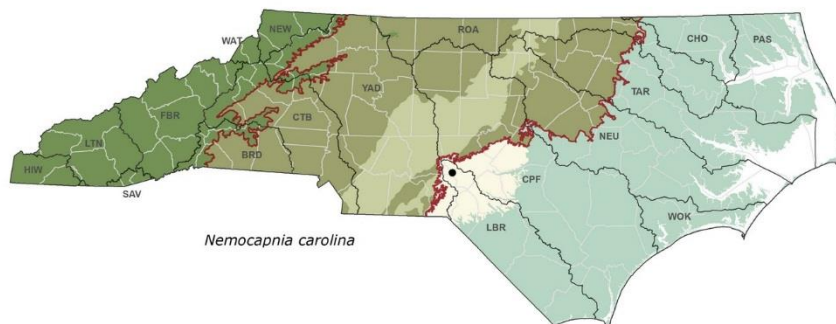 NEW
WAT
ROA
CHO
PAS
YAD
TAR
FBR
CTB
LTN
NEU
BRD
HIW
CPF
SAV
WOK
LBR
Nemocapnia carolina